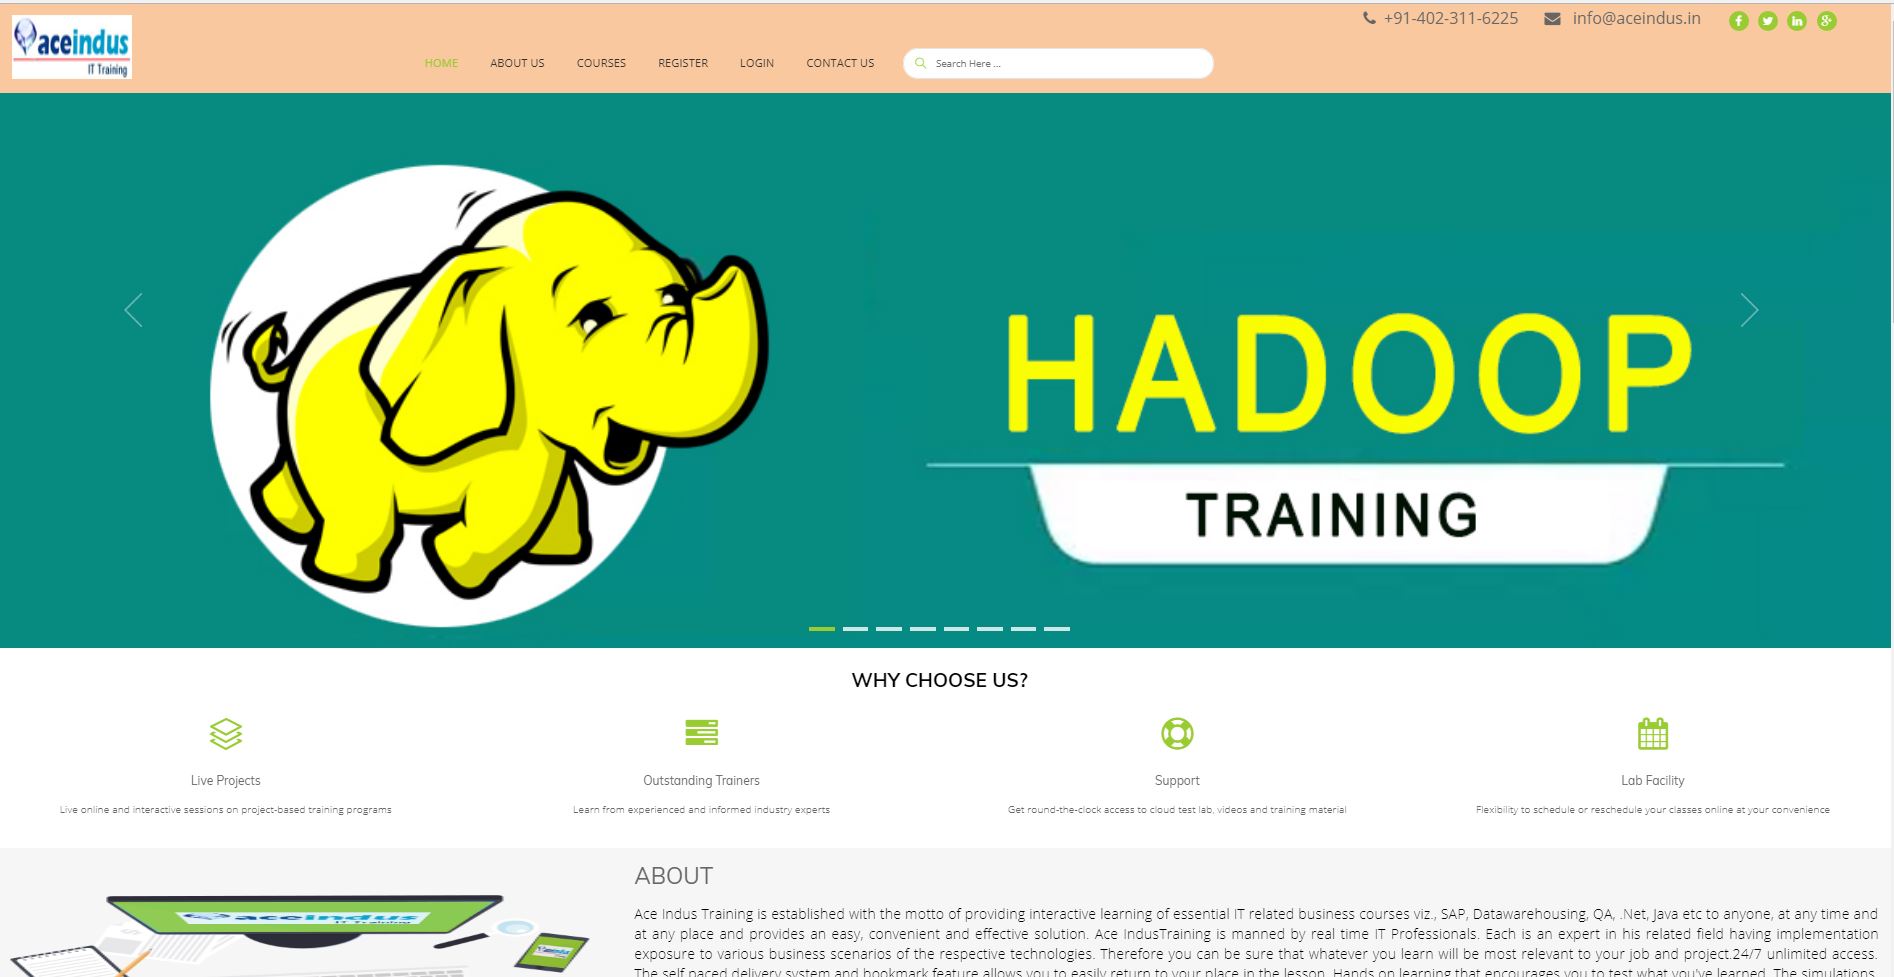 aceindus
IT Training
+91-402-311-6225
info@aceindus.in
HOME
ABOUT US
COURSES
REGISTER
LOGIN
CONTACT US
Search Here ...
HADOOP
TRAINING
WHY CHOOSE US?
Live Projects
Live online and interactive sessions on project-based training programs
Outstanding Trainers
Learn from experienced and informed industry experts
Support
Get round-the-clock access to cloud test lab, videos and training material
Lab Facility
Flexibility to schedule or reschedule your classes online at your convenience
aceindus
IT Training
ABOUT
Ace Indus Training is established with the motto of providing interactive learning of essential IT related business courses viz., SAP, Datawarehousing, QA, .Net, Java etc to anyone, at any time and
at any place and provides an easy, convenient and effective solution. Ace IndusTraining is manned by real time IT Professionals. Each is an expert in his related field having implementation
exposure to various business scenarios of the respective technologies. Therefore you can be sure that whatever you learn will be most relevant to your job and project.24/7 unlimited access.
The self paced delivery system and bookmark feature allows you to easily return to your place in the lesson. Hands on learning that encourages you to test what you've learned. The simulations,